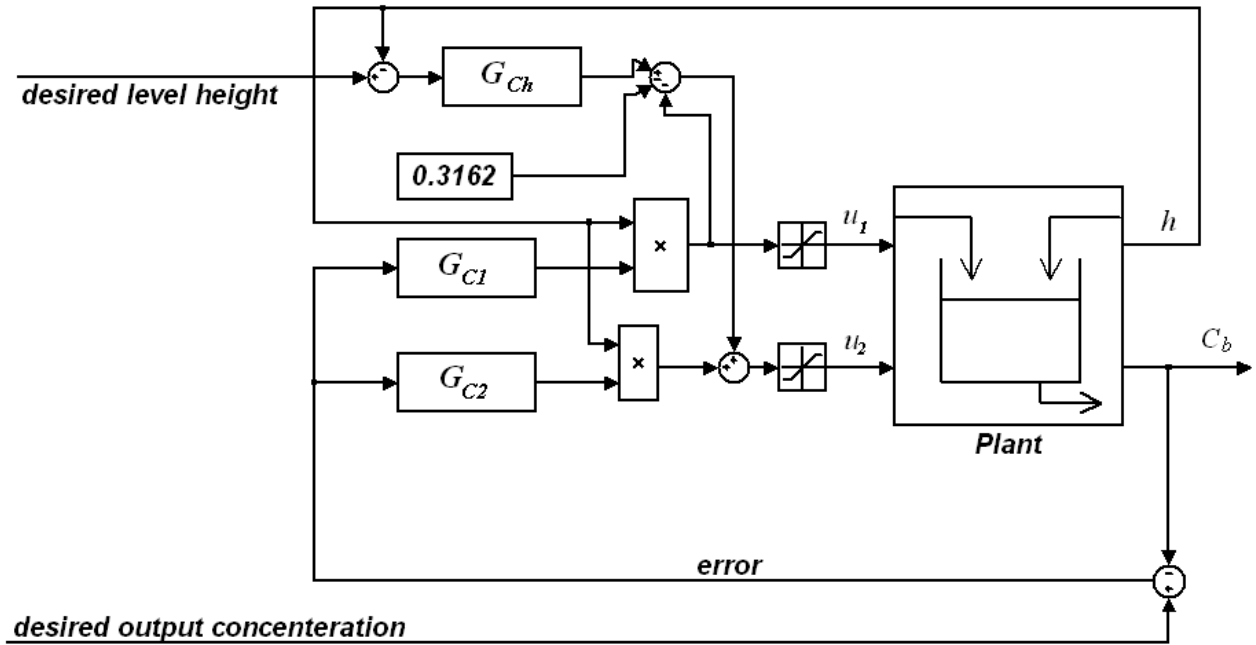 G_Ch
desired level height
0.3162
u_1
h
×
G_C1
C_b
u_2
×
G_C2
Plant
error
desired output concenteration